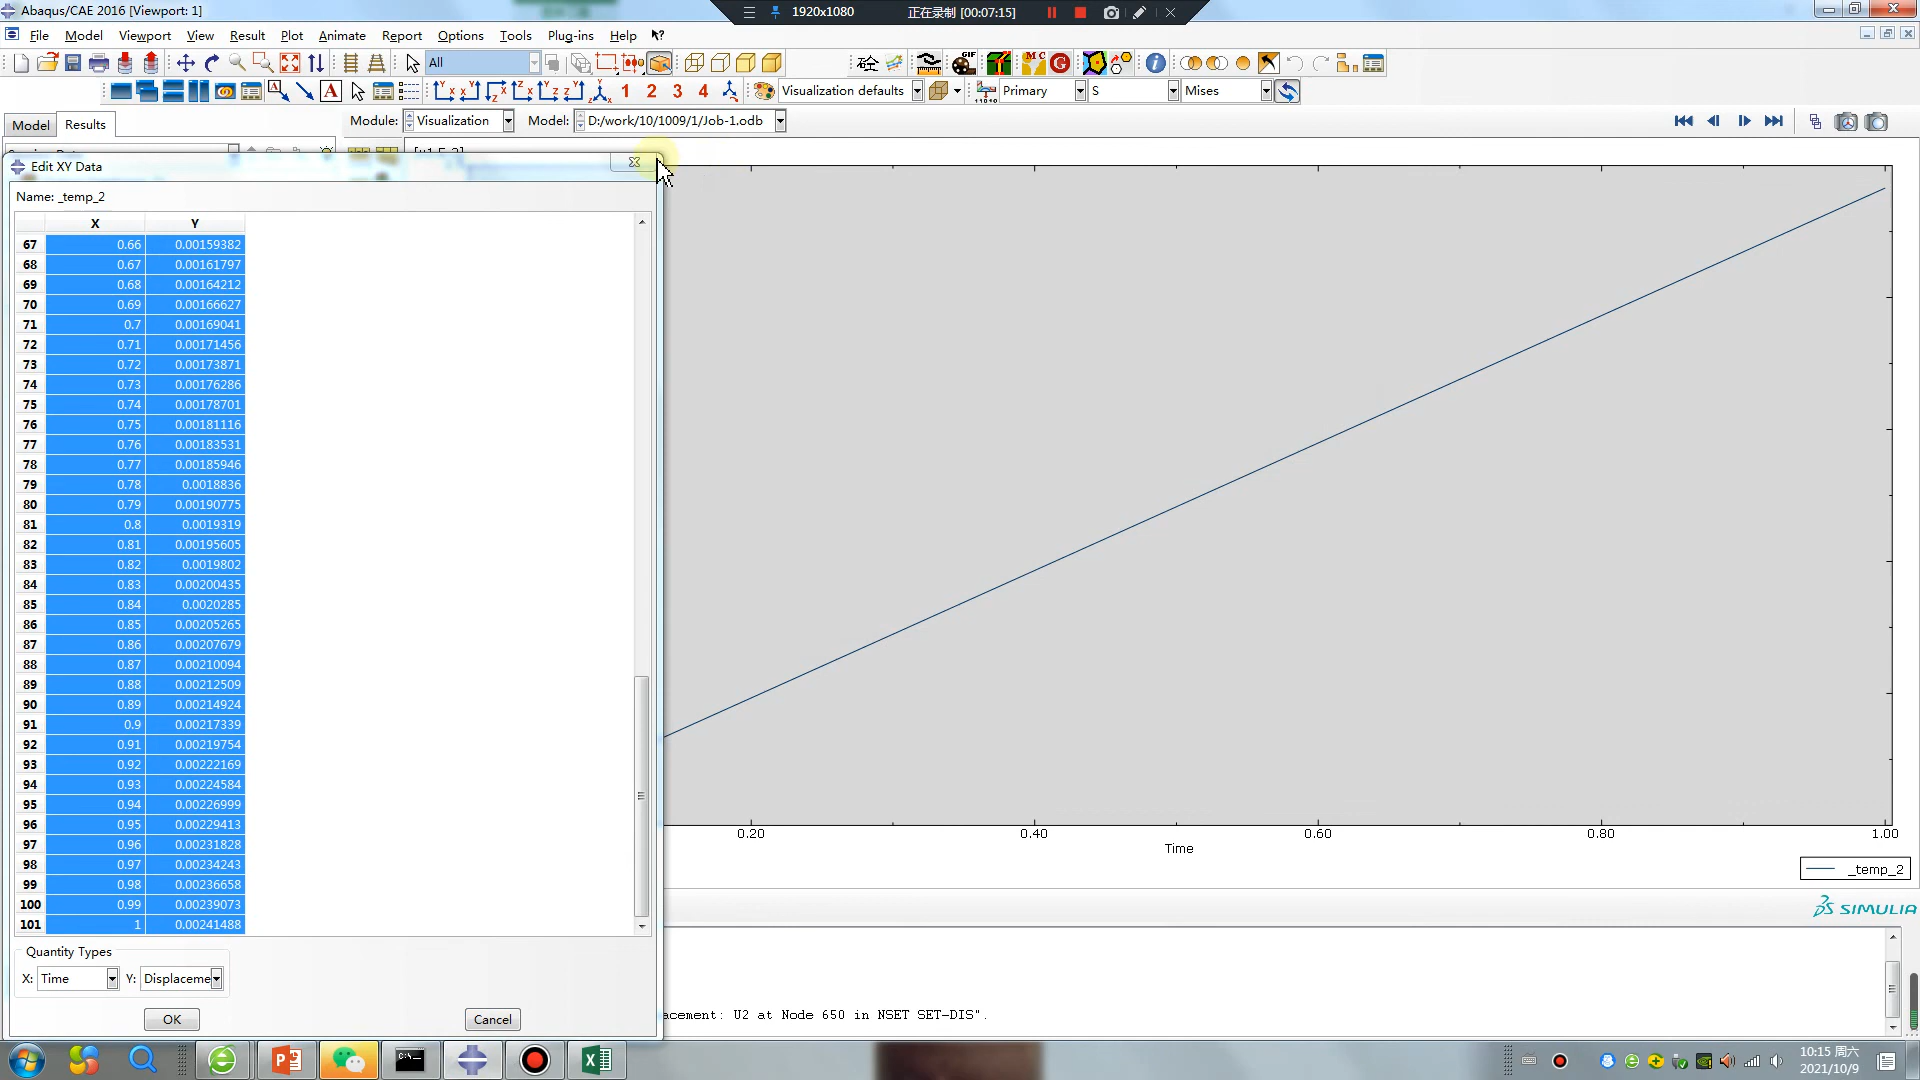 Abaqus/CAE 2016 [Viewport: 1]
1920x1080
正在录制 [00:07:15]
File Model Viewport View Result Plot Animate Report Options Tools Plug-ins Help
All
砼
GIF
MC
G
A
1 2 3 4
Visualization defaults
Primary
S
Mises
Model Results
Module: Visualization Model: D:/work/10/1009/1/Job-1.odb
Edit XY Data
Name: _temp_2
X Y
67 0.66 0.00159382
68 0.67 0.00161797
69 0.68 0.00164212
70 0.69 0.00166627
71 0.7 0.00169041
72 0.71 0.00171456
73 0.72 0.00173871
74 0.73 0.00176286
75 0.74 0.00178701
76 0.75 0.00181116
77 0.76 0.00183531
78 0.77 0.00185946
79 0.78 0.0018836
80 0.79 0.00190775
81 0.8 0.0019319
82 0.81 0.00195605
83 0.82 0.0019802
84 0.83 0.00200435
85 0.84 0.0020285
86 0.85 0.00205265
87 0.86 0.00207679
88 0.87 0.00210094
89 0.88 0.00212509
90 0.89 0.00214924
91 0.9 0.00217339
92 0.91 0.00219754
93 0.92 0.00222169
94 0.93 0.00224584
95 0.94 0.00226999
96 0.95 0.00229413
97 0.96 0.00231828
98 0.97 0.00234243
99 0.98 0.00236658
100 0.99 0.00239073
101 1 0.00241488
Quantity Types
X: Time Y: Displaceme
OK Cancel
0.20 0.40 0.60 0.80 1.00
Time
_temp_2
SIMULIA
acement: U2 at Node 650 in NSET SET-DIS".
10:15 周六
2021/10/9